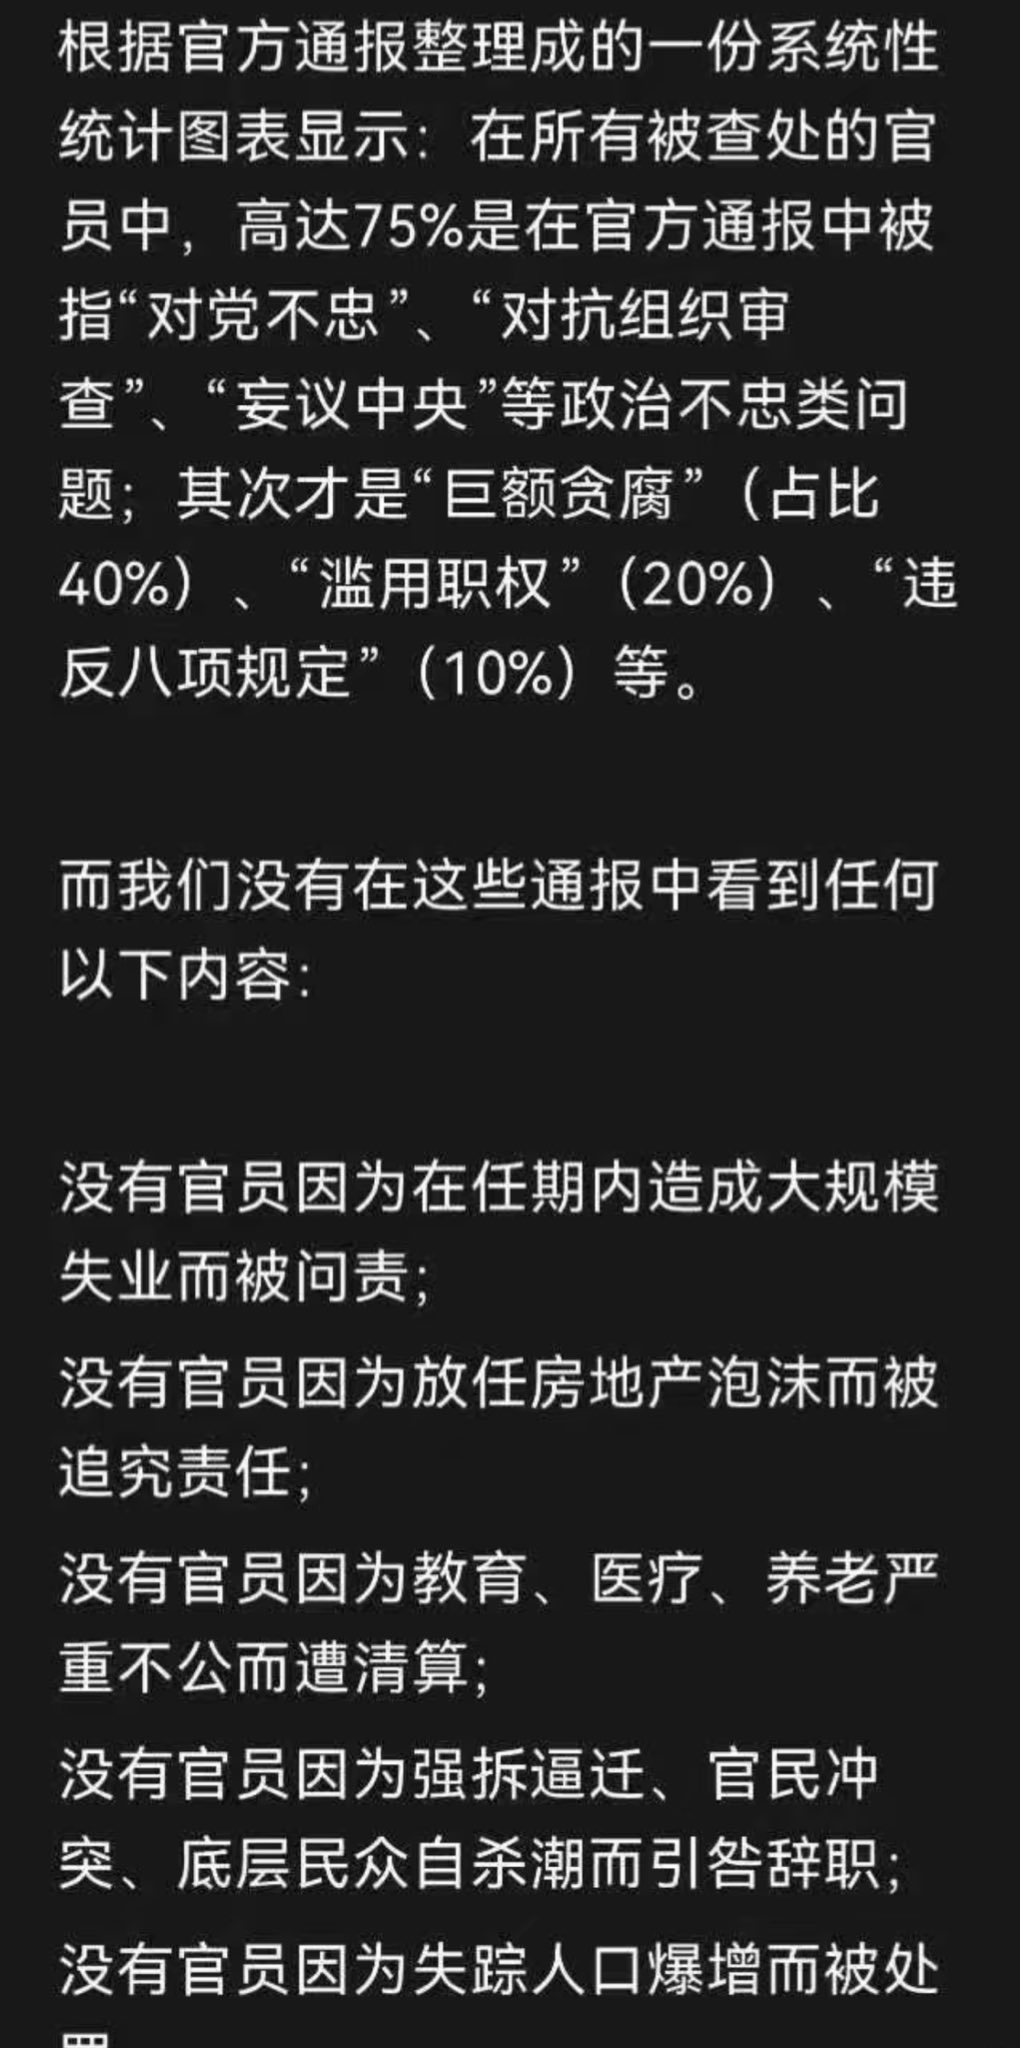 根据官方通报整理成的一份系统性
统计图表显示：在所有被查处的官
员中，高达75%是在官方通报中被
指“对党不忠”、“对抗组织审
查”、“妄议中央”等政治不忠类问
题；其次才是“巨额贪腐”（占比
40%）、“滥用职权”（20%）、“违
反八项规定”（10%）等。
而我们没有在这些通报中看到任何
以下内容：
没有官员因为在任期内造成大规模
失业而被问责；
没有官员因为放任房地产泡沫而被
追究责任；
没有官员因为教育、医疗、养老严
重不公而遭清算；
没有官员因为强拆逼迁、官民冲
突、底层民众自杀潮而引咎辞职；
没有官员因为失踪人口爆增而被处